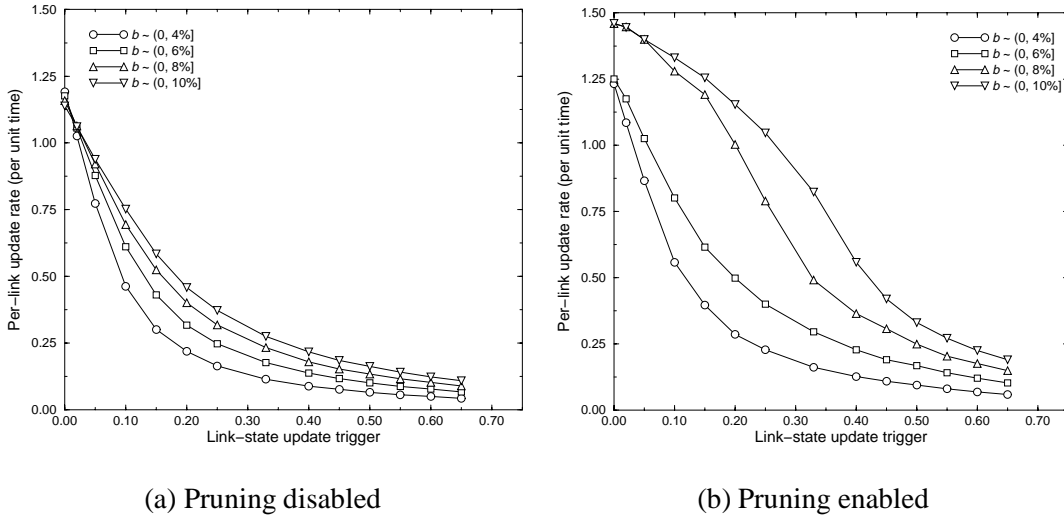 1.50
1.25
1.00
0.75
0.50
0.25
0.00
0.00 0.10 0.20 0.30 0.40 0.50 0.60 0.70
Link−state update trigger
Per−link update rate (per unit time)
b ~ (0, 4%]
b ~ (0, 6%]
b ~ (0, 8%]
b ~ (0, 10%]
(a) Pruning disabled
1.50
1.25
1.00
0.75
0.50
0.25
0.00
0.00 0.10 0.20 0.30 0.40 0.50 0.60 0.70
Link−state update trigger
Per−link update rate (per unit time)
b ~ (0, 4%]
b ~ (0, 6%]
b ~ (0, 8%]
b ~ (0, 10%]
(b) Pruning enabled